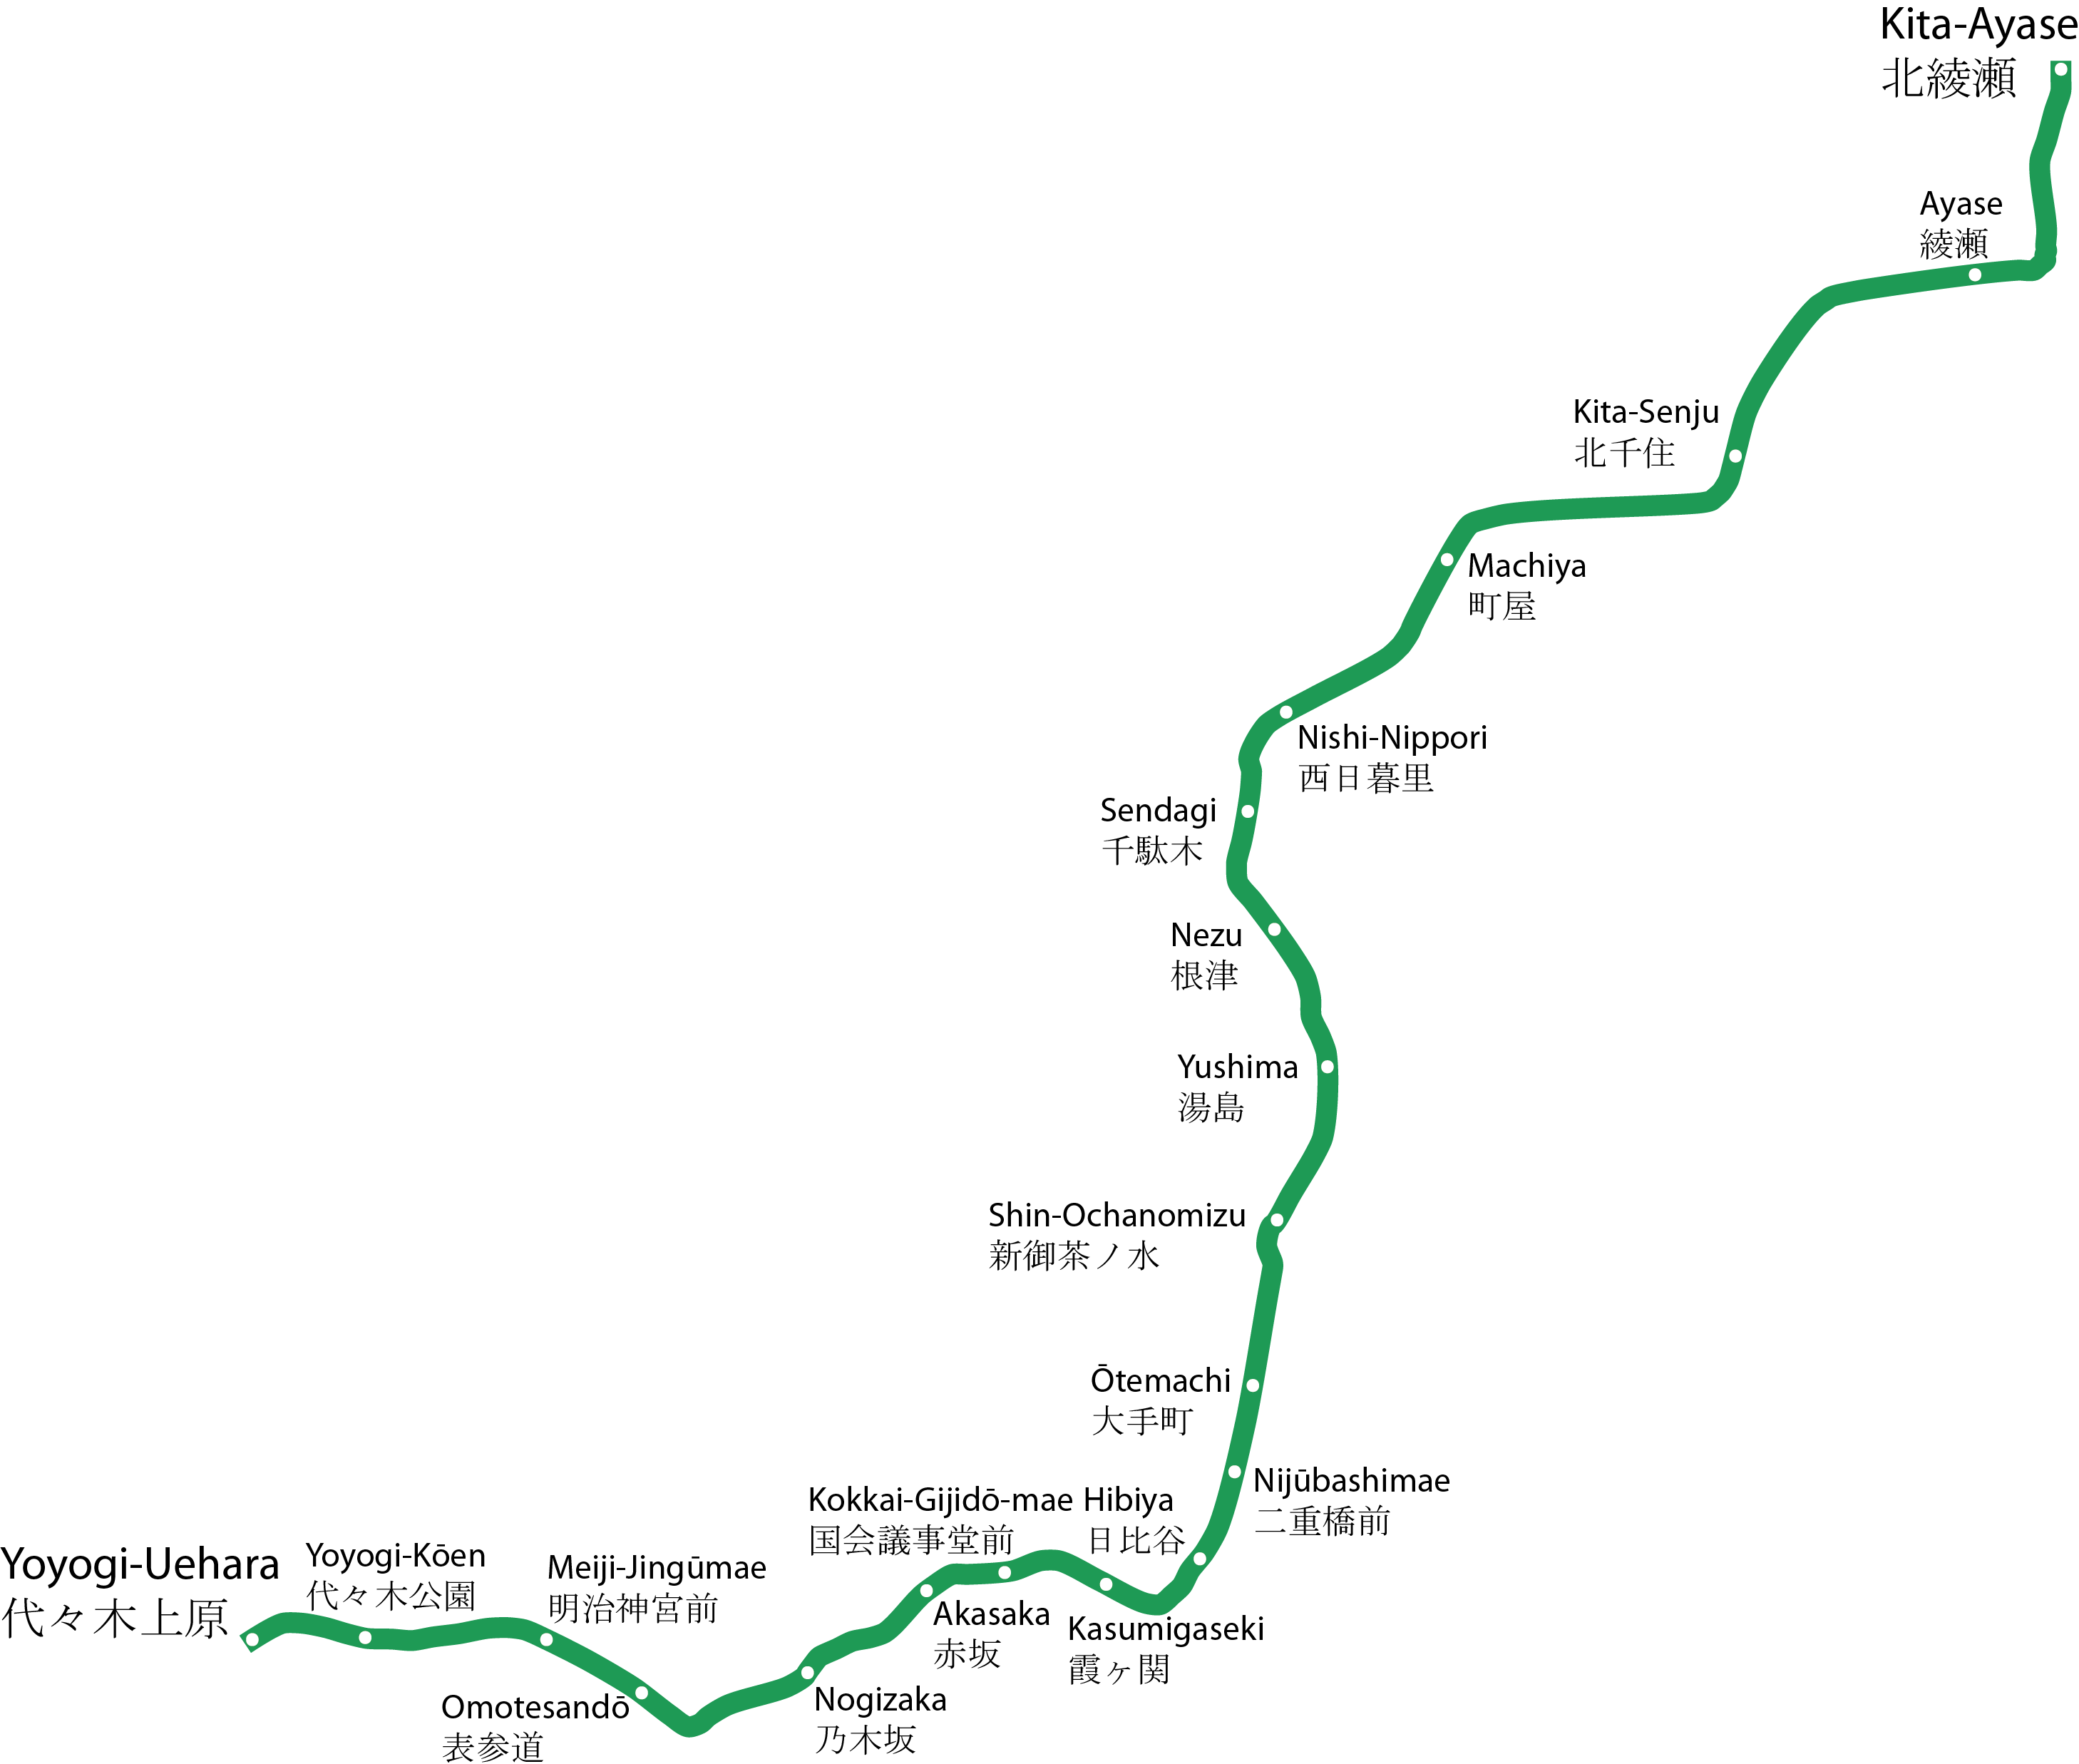 Kita-Ayase
北綾瀬
Ayase
綾瀬
Kita-Senju
北千住
Machiya
町屋
Nishi-Nippori
西日暮里
Sendagi
千駄木
Nezu
根津
Yushima
湯島
Shin-Ochanomizu
新御茶ノ水
Ōtemachi
大手町
Nijūbashimae
二重橋前
Hibiya
日比谷
Kasumigaseki
霞ヶ関
Kokkai-Gijidō-mae
国会議事堂前
Akasaka
赤坂
Nogizaka
乃木坂
Omotesandō
表参道
Meiji-Jingūmae
明治神宮前
Yoyogi-Kōen
代々木公園
Yoyogi-Uehara
代々木上原